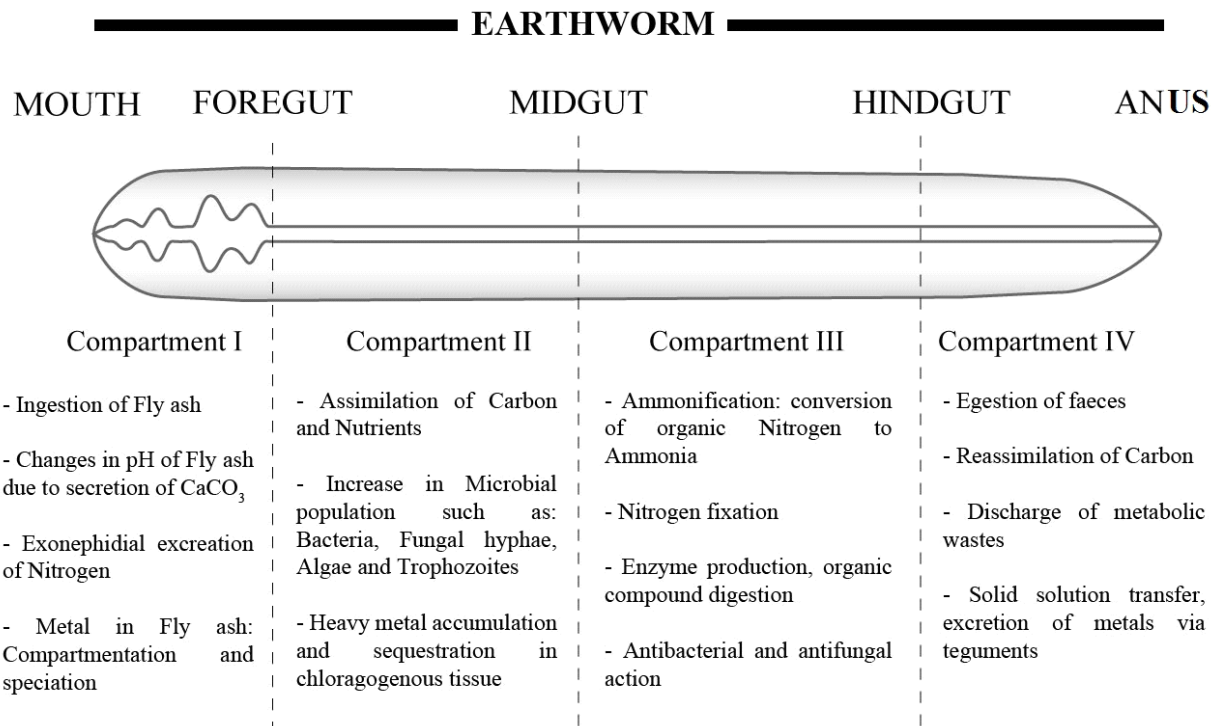 EARTHWORM
MOUTH FOREGUT MIDGUT HINDGUT ANUS
Compartment I
- Ingestion of Fly ash
- Changes in pH of Fly ash
due to secretion of CaCO₃
- Exonephidial excreation
of Nitrogen
- Metal in Fly ash:
Compartmentation and
speciation
Compartment II
- Assimilation of Carbon
and Nutrients
- Increase in Microbial
population such as:
Bacteria, Fungal hyphae,
Algae and Trophozoites
- Heavy metal accumulation
and sequestration in
chloragogenous tissue
Compartment III
- Ammonification: conversion
of organic Nitrogen to
Ammonia
- Nitrogen fixation
- Enzyme production, organic
compound digestion
- Antibacterial and antifungal
action
Compartment IV
- Egestion of faeces
- Reassimilation of Carbon
- Discharge of metabolic
wastes
- Solid solution transfer,
excretion of metals via
teguments